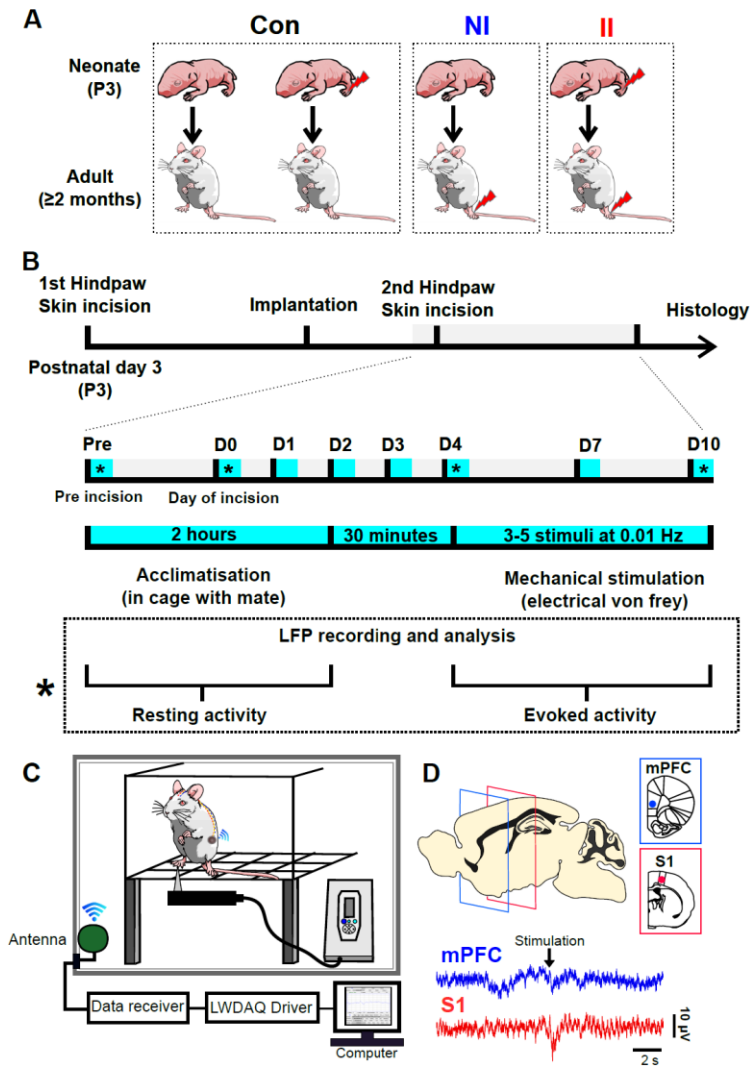 A
Con
NI
II
Neonate
(P3)
Adult
(≥2 months)
B
1st Hindpaw
Skin incision
Implantation
2nd Hindpaw
Skin incision
Histology
Postnatal day 3
(P3)
Pre
D0
D1
D2
D3
D4
D7
D10
*
*
*
*
Pre incision
Day of incision
2 hours
30 minutes
3-5 stimuli at 0.01 Hz
Acclimatisation
(in cage with mate)
Mechanical stimulation
(electrical von frey)
LFP recording and analysis
*
Resting activity
Evoked activity
C
Antenna
Data receiver
LWDAQ Driver
Computer
D
mPFC
S1
Stimulation
mPFC
S1
10 µV
2 s